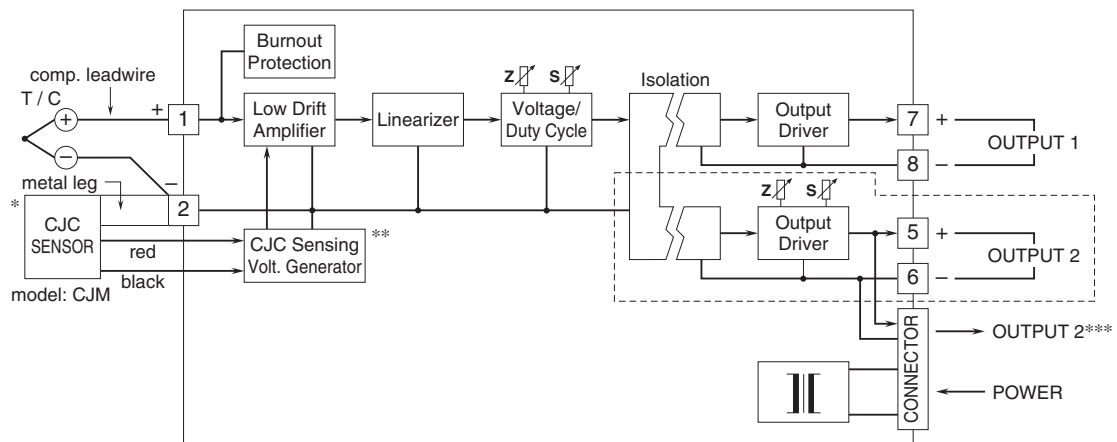 Burnout
Protection
comp. leadwire
T / C
+
+
−
−
1
Low Drift
Amplifier
Linearizer
Z
S
Voltage/
Duty Cycle
Isolation
Output
Driver
7
+
8
−
OUTPUT 1
metal leg
2
*
CJC
SENSOR
red
black
model: CJM
CJC Sensing
Volt. Generator
**
Z
S
Output
Driver
5
+
6
−
OUTPUT 2
CONNECTOR
OUTPUT 2***
POWER